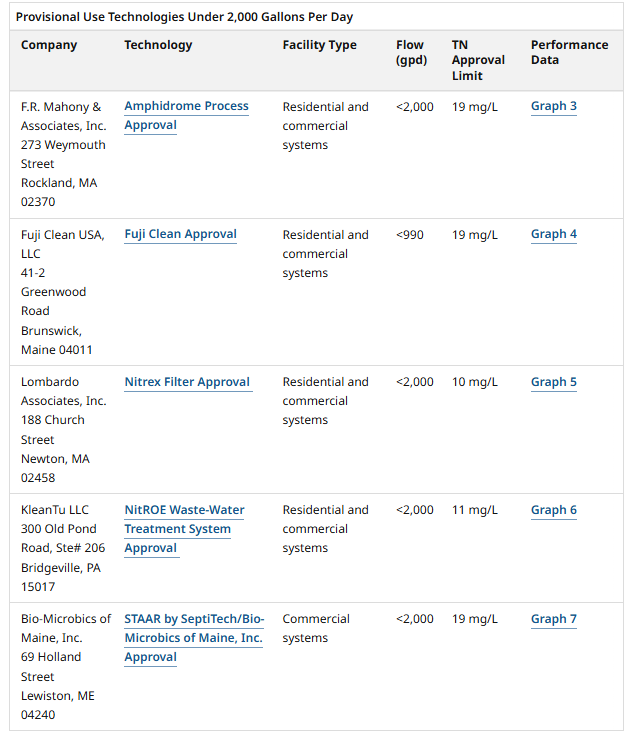 Provisional Use Technologies Under 2,000 Gallons Per Day
Company Technology Facility Type Flow (gpd) TN Approval Limit Performance Data
F.R. Mahony &
Associates, Inc.
273 Weymouth
Street
Rockland, MA
02370
Amphidrome Process
Approval
Residential and
commercial
systems
<2,000
19 mg/L
Graph 3
Fuji Clean USA,
LLC
41-2
Greenwood
Road
Brunswick,
Maine 04011
Fuji Clean Approval
Residential and
commercial
systems
<990
19 mg/L
Graph 4
Lombardo
Associates, Inc.
188 Church
Street
Newton, MA
02458
Nitrex Filter Approval
Residential and
commercial
systems
<2,000
10 mg/L
Graph 5
KleanTu LLC
300 Old Pond
Road, Ste# 206
Bridgeville, PA
15017
NitROE Waste-Water
Treatment System
Approval
Residential and
commercial
systems
<2,000
11 mg/L
Graph 6
Bio-Microbics of
Maine, Inc.
69 Holland
Street
Lewiston, ME
04240
STAAR by SeptiTech/Bio-
Microbics of Maine, Inc.
Approval
Commercial
systems
<2,000
19 mg/L
Graph 7